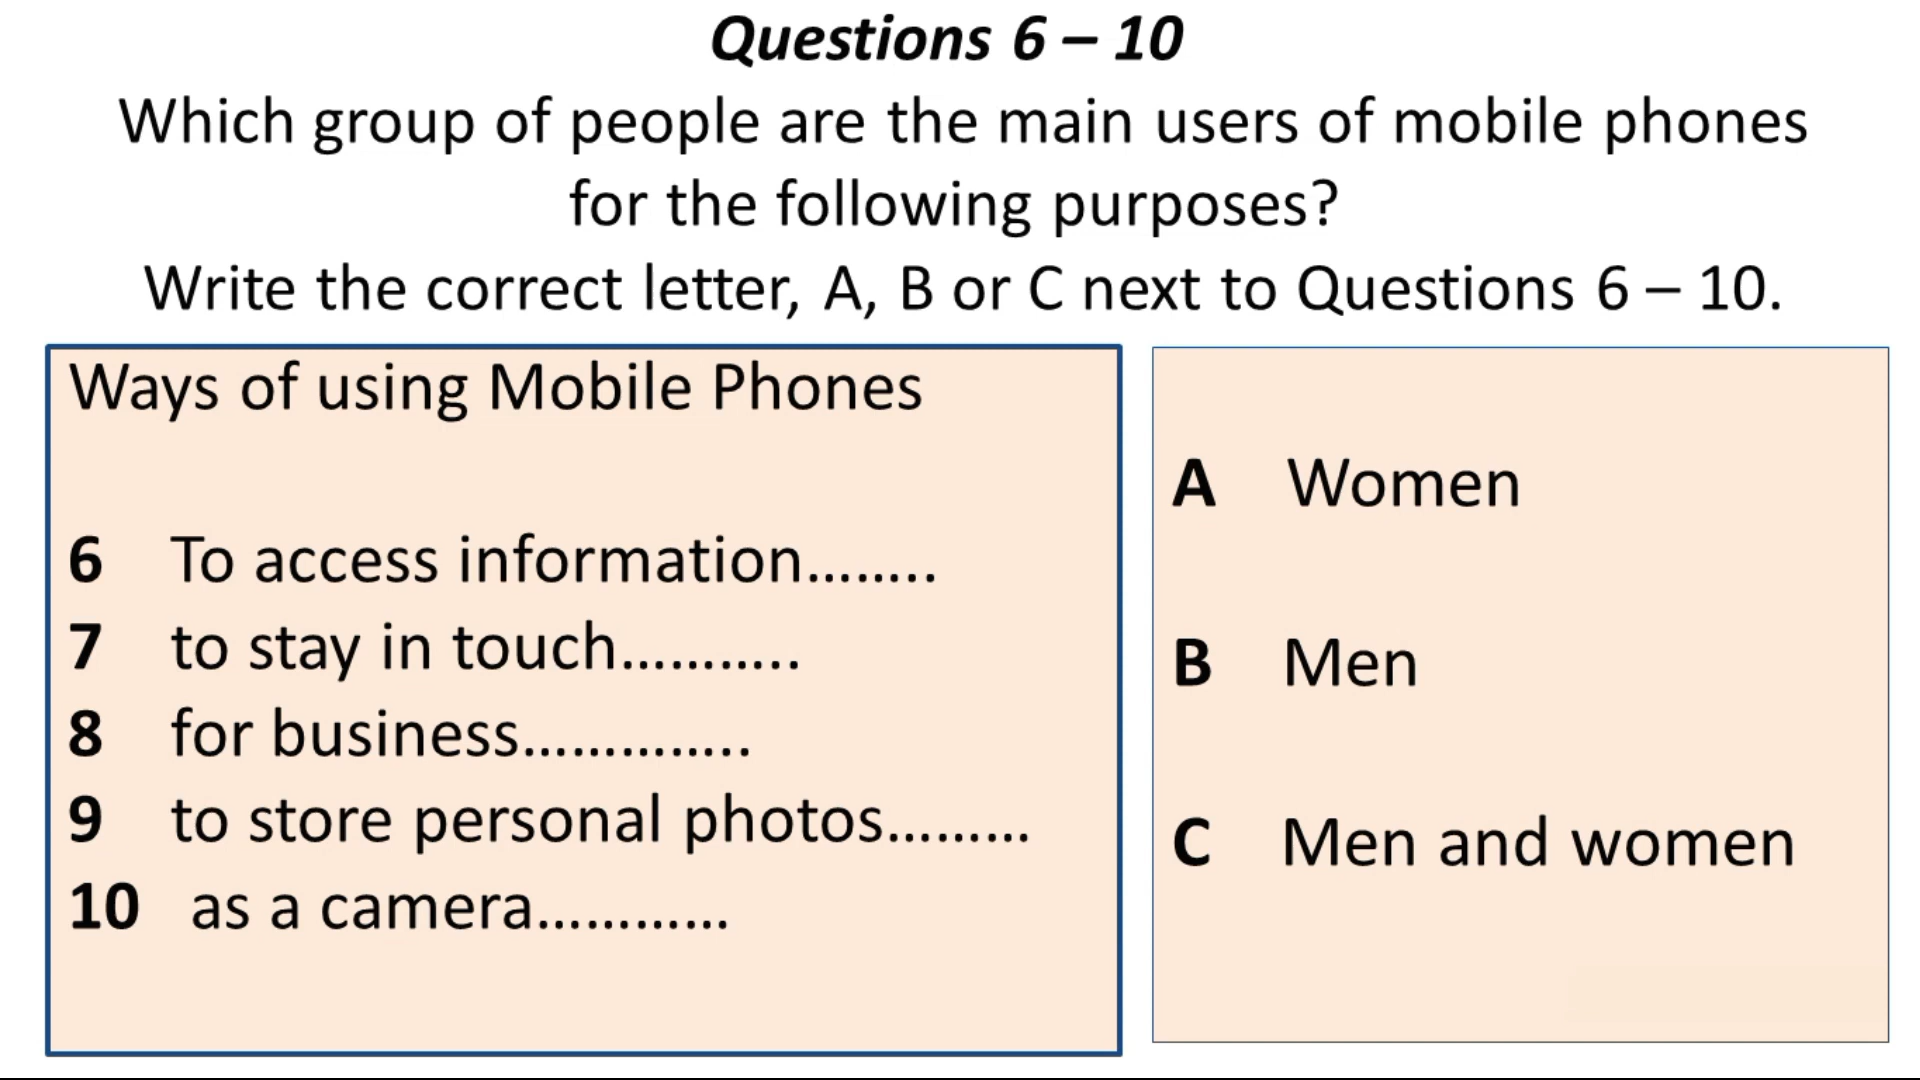 Questions 6 – 10
Which group of people are the main users of mobile phones
for the following purposes?
Write the correct letter, A, B or C next to Questions 6 – 10.
Ways of using Mobile Phones
6 To access information……..
7 to stay in touch………..
8 for business…………..
9 to store personal photos………
10 as a camera…………
A Women
B Men
C Men and women